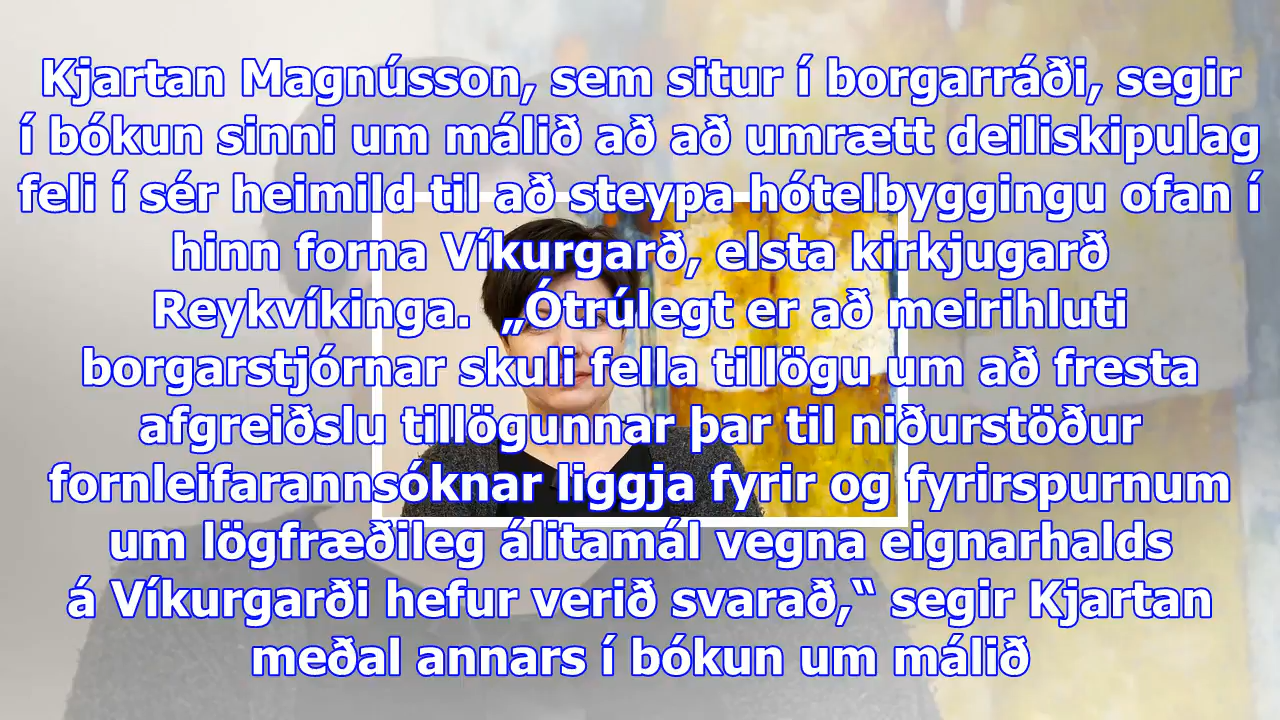 Kjartan Magnússon, sem situr í borgarráði, segir
í bókun sinni um málið að að umrætt deiliskipulag
feli í sér heimild til að steypa hótelbyggingu ofan í
hinn forna Víkurgarð, elsta kirkjugarð
Reykvíkinga.  „Ótrúlegt er að meirihluti
borgarstjórnar skuli fella tillögu um að fresta
afgreiðslu tillögunnar þar til niðurstöður
fornleifarannsóknar liggja fyrir og fyrirspurnum
um lögfræðileg álitamál vegna eignarhalds
á Víkurgarði hefur verið svarað,“ segir Kjartan
meðal annars í bókun um málið